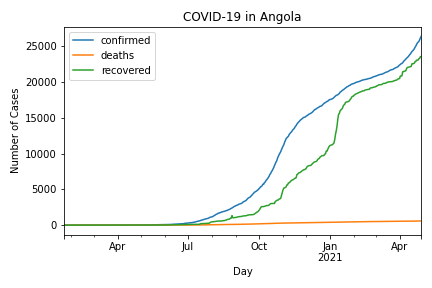 COVID-19 in Angola
confirmed
deaths
recovered
Number of Cases
25000
20000
15000
10000
5000
0
Apr
Jul
Oct
Jan
2021
Apr
Day